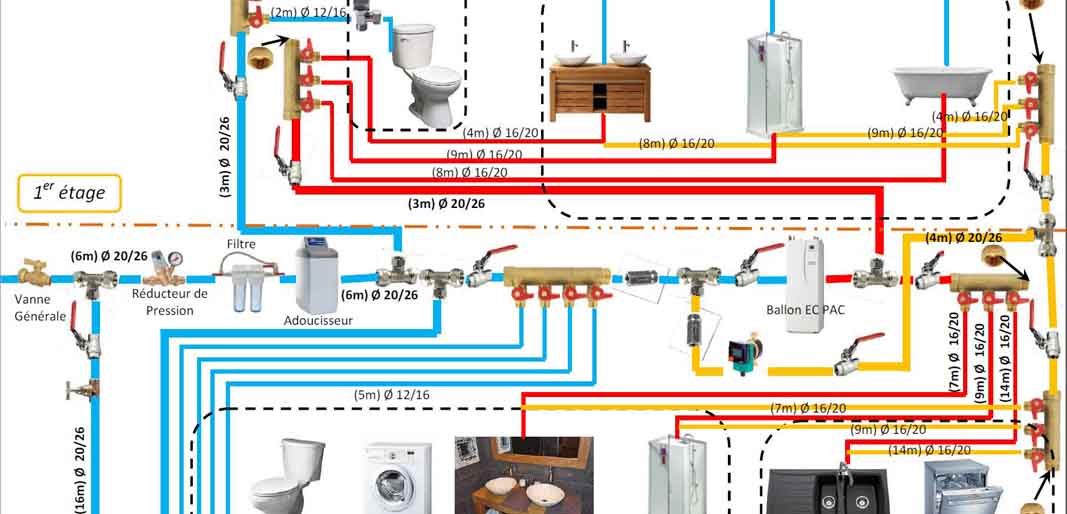 (2m) Ø 12/16
(4m) Ø 16/20
(4m) Ø 16/20
(8m) Ø 16/20
(9m) Ø 16/20
(9m) Ø 16/20
(8m) Ø 16/20
(3m) Ø 20/26
(3m) Ø 20/26
1er étage
(6m) Ø 20/26
Filtre
(4m) Ø 20/26
Vanne
Générale
Réducteur de
Pression
Adoucisseur
(6m) Ø 20/26
Ballon EC PAC
(7m) Ø 16/20
(9m) Ø 16/20
(14m) Ø 16/20
(5m) Ø 12/16
(7m) Ø 16/20
(9m) Ø 16/20
(14m) Ø 16/20
(16m) Ø 20/26